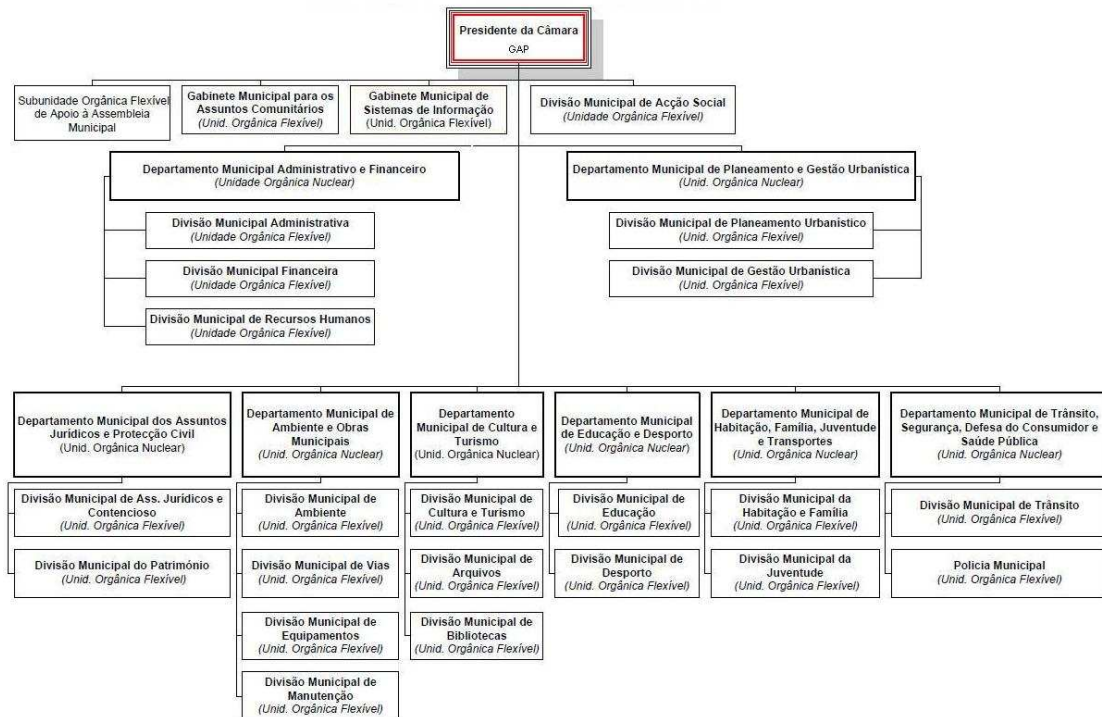 Presidente da Câmara
GAP
Subunidade Orgânica Flexível
de Apoio à Assembleia
Municipal
Gabinete Municipal para os
Assuntos Comunitários
(Unid. Orgânica Flexível)
Gabinete Municipal de
Sistemas de Informação
(Unid. Orgânica Flexível)
Divisão Municipal de Acção Social
(Unidade Orgânica Flexível)
Departamento Municipal Administrativo e Financeiro
(Unidade Orgânica Nuclear)
Departamento Municipal de Planeamento e Gestão Urbanística
(Unid. Orgânica Nuclear)
Divisão Municipal Administrativa
(Unidade Orgânica Flexível)
Divisão Municipal Financeira
(Unidade Orgânica Flexível)
Divisão Municipal de Recursos Humanos
(Unidade Orgânica Flexível)
Divisão Municipal de Planeamento Urbanístico
(Unid. Orgânica Flexível)
Divisão Municipal de Gestão Urbanística
(Unid. Orgânica Flexível)
Departamento Municipal dos Assuntos
Jurídicos e Protecção Civil
(Unid. Orgânica Nuclear)
Departamento Municipal de
Ambiente e Obras
Municipais
(Unid. Orgânica Nuclear)
Departamento
Municipal de Cultura e
Turismo
(Unid. Orgânica Nuclear)
Departamento Municipal
de Educação e Desporto
(Unid. Orgânica Nuclear)
Departamento Municipal de
Habitação, Família, Juventude
e Transportes
(Unid. Orgânica Nuclear)
Departamento Municipal de Trânsito,
Segurança, Defesa do Consumidor e
Saúde Pública
(Unid. Orgânica Nuclear)
Divisão Municipal de Ass. Jurídicos e
Contencioso
(Unid. Orgânica Flexível)
Divisão Municipal do Património
(Unid. Orgânica Flexível)
Divisão Municipal de
Ambiente
(Unid. Orgânica Flexível)
Divisão Municipal de Vias
(Unid. Orgânica Flexível)
Divisão Municipal de
Equipamentos
(Unid. Orgânica Flexível)
Divisão Municipal de
Manutenção
(Unid. Orgânica Flexível)
Divisão Municipal de
Cultura e Turismo
(Unid. Orgânica Flexível)
Divisão Municipal de
Arquivos
(Unid. Orgânica Flexível)
Divisão Municipal de
Bibliotecas
(Unid. Orgânica Flexível)
Divisão Municipal de
Educação
(Unid. Orgânica Flexível)
Divisão Municipal de
Desporto
(Unid. Orgânica Flexível)
Divisão Municipal da
Habitação e Família
(Unid. Orgânica Flexível)
Divisão Municipal da
Juventude
(Unid. Orgânica Flexível)
Divisão Municipal de Trânsito
(Unid. Orgânica Flexível)
Policia Municipal
(Unid. Orgânica Flexível)